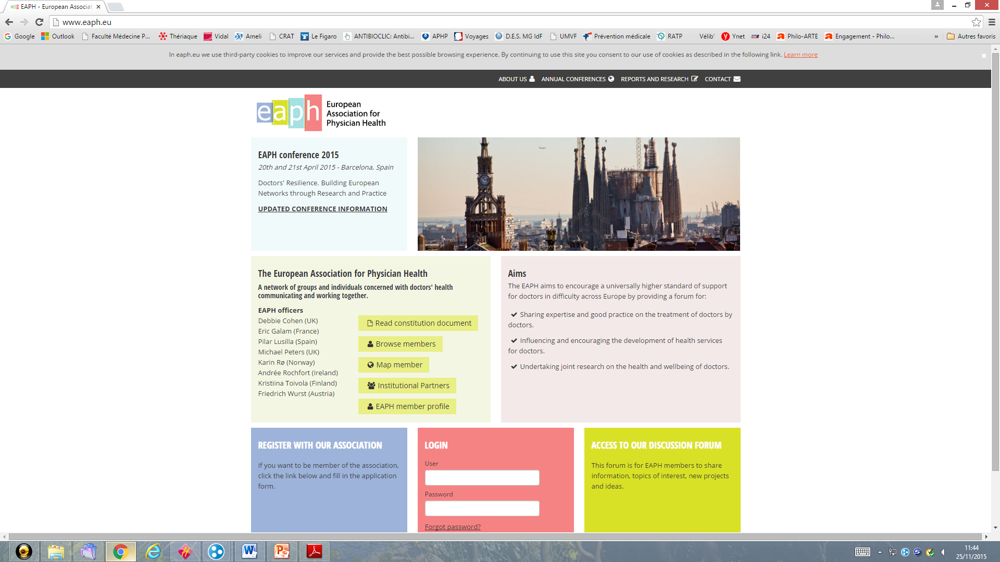 EAPH - European Associat
www.eaph.eu
Google Outlook Faculté Médecine P... Thériaque Vidal Ameli CRAT Le Figaro ANTIBIOCLIC: Antibi... APHP Voyages D.E.S. MG IdF UMVF Prévention médicale RATP Vélib' Ynet i24 Philo-ARTE Engagement - Philo... » Autres favoris
In eaph.eu we use third-party cookies to improve our services and provide the best possible browsing experience. By continuing to use this site you consent to our use of cookies as described in the following link. Learn more
ABOUT US ANNUAL CONFERENCES REPORTS AND RESEARCH CONTACT
eaph
European
Association for
Physician Health
EAPH conference 2015
20th and 21st April 2015 - Barcelona, Spain
Doctors' Resilience. Building European
Networks through Research and Practice
UPDATED CONFERENCE INFORMATION
The European Association for Physician Health
A network of groups and individuals concerned with doctors' health
communicating and working together.
EAPH officers
Debbie Cohen (UK)
Eric Galam (France)
Pilar Lusilla (Spain)
Michael Peters (UK)
Karin Rø (Norway)
Andrée Rochfort (Ireland)
Kristiina Toivola (Finland)
Friedrich Wurst (Austria)
Read constitution document
Browse members
Map member
Institutional Partners
EAPH member profile
Aims
The EAPH aims to encourage a universally higher standard of support
for doctors in difficulty across Europe by providing a forum for:
Sharing expertise and good practice on the treatment of doctors by
doctors.
Influencing and encouraging the development of health services
for doctors.
Undertaking joint research on the health and wellbeing of doctors.
REGISTER WITH OUR ASSOCIATION
If you want to be member of the association,
click the link below and fill in the application
form.
LOGIN
User
Password
Forgot password?
ACCESS TO OUR DISCUSSION FORUM
This forum is for EAPH members to share
information, topics of interest, new projects
and ideas.
11:44
25/11/2015